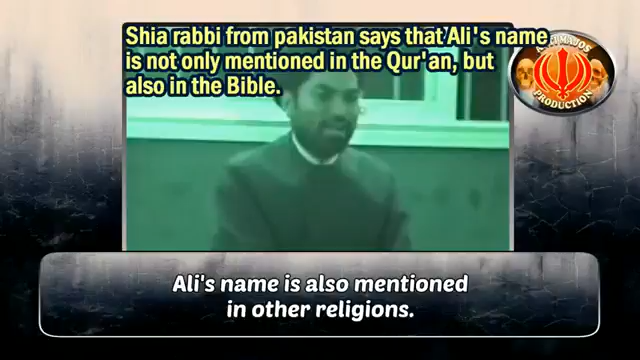 Shia rabbi from pakistan says that Ali's name
is not only mentioned in the Qur'an, but
also in the Bible.
PRODUCTION
Ali's name is also mentioned
in other religions.